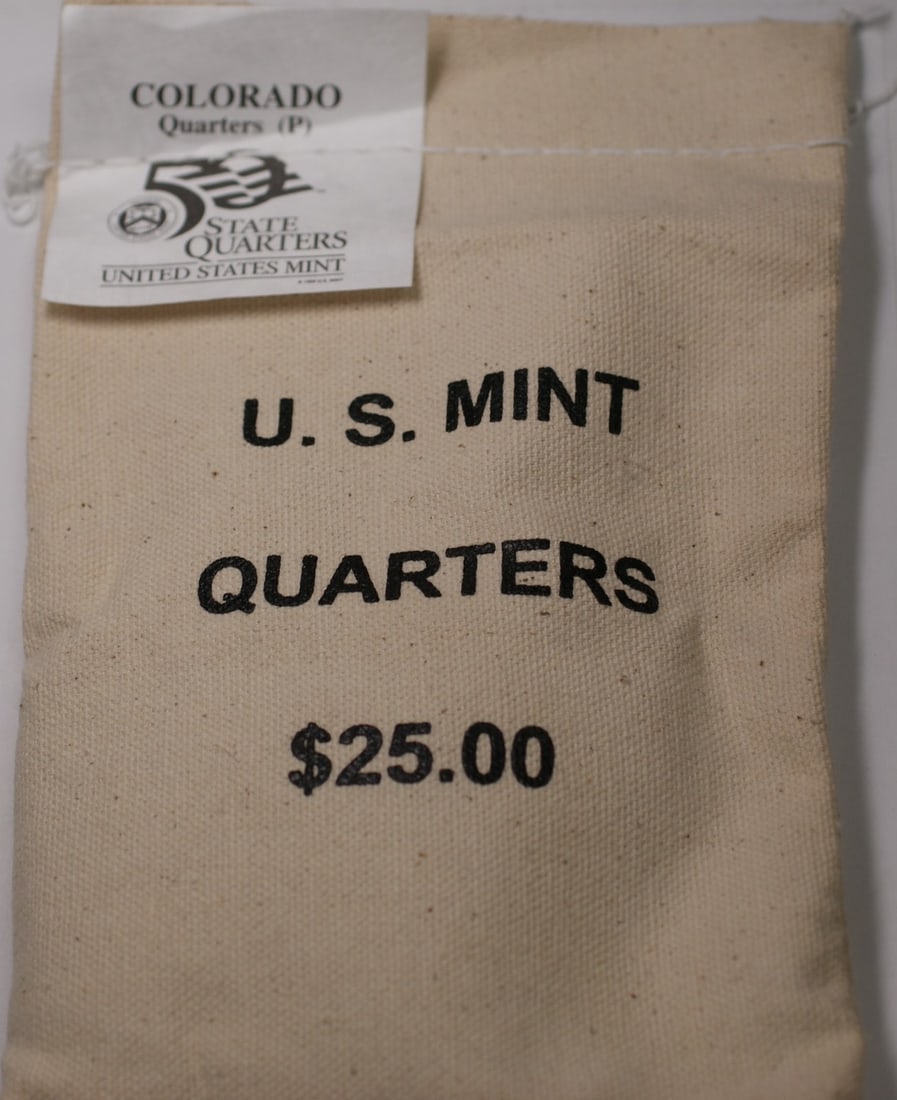 COLORADO
Quarters (P)
50
STATE
QUARTERS
UNITED STATES MINT
U. S. MINT
QUARTERS
$25.00